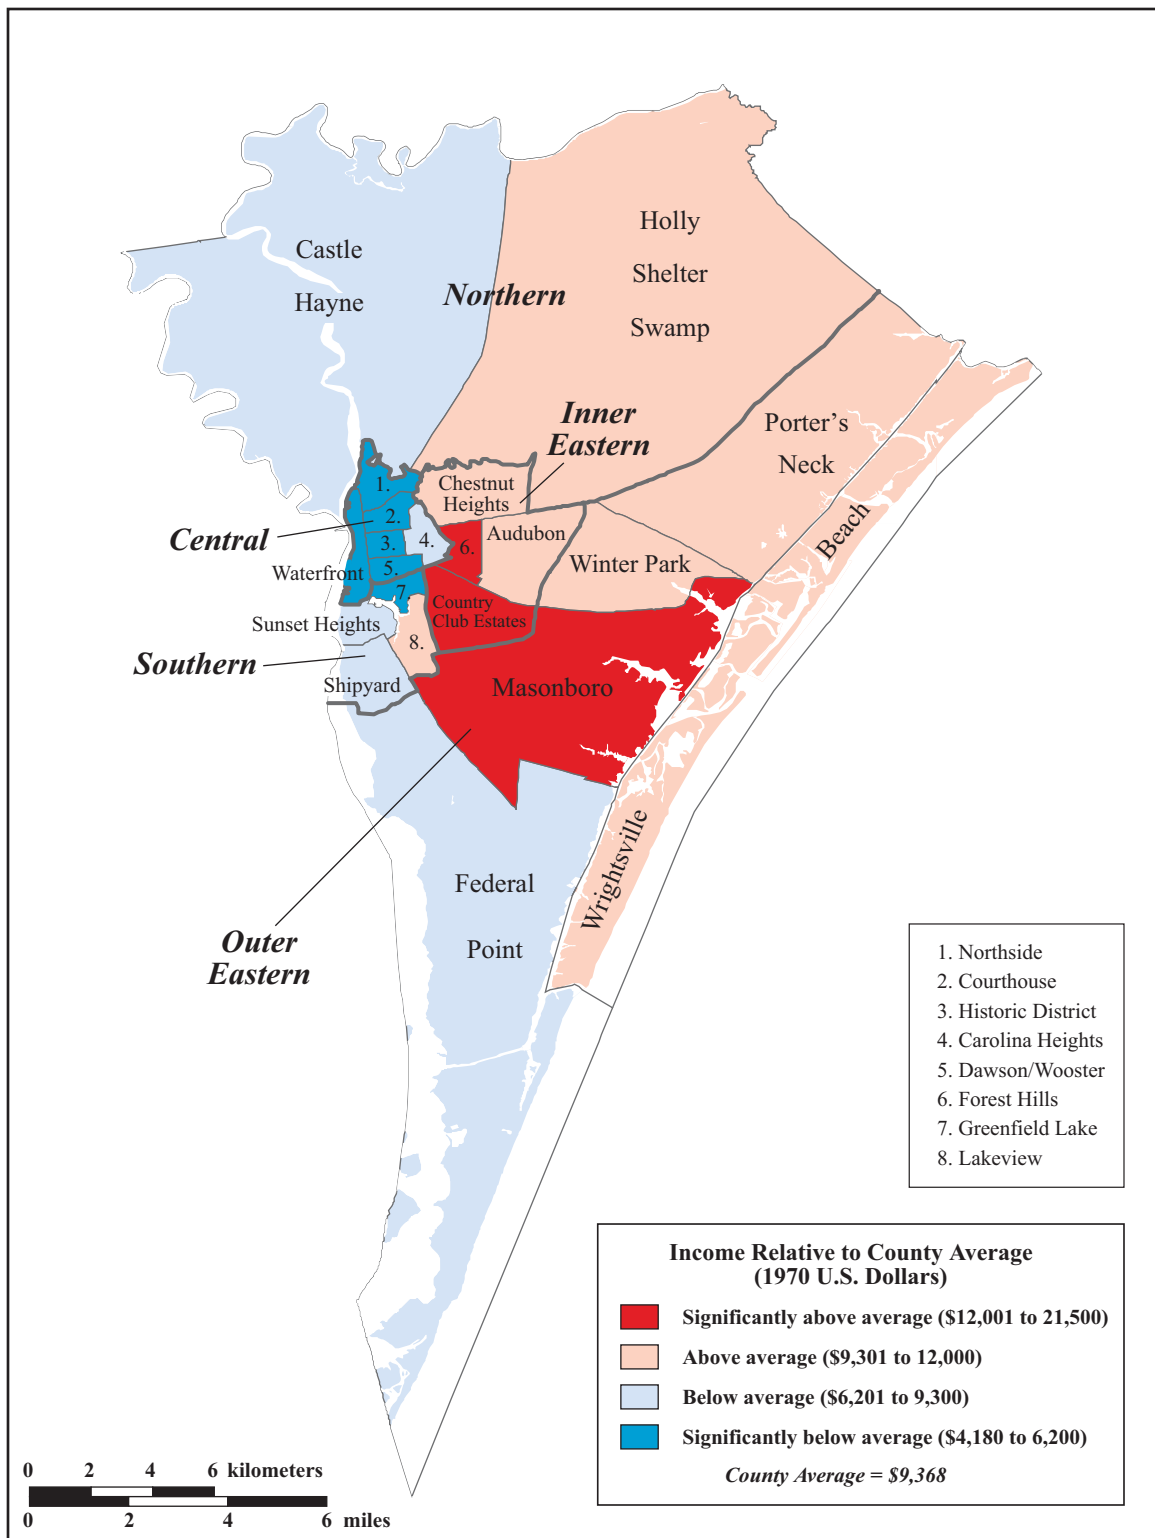 Castle
Hayne
Northern
Holly
Shelter
Swamp
Inner
Eastern
Porter’s
Neck
Chestnut
Heights
1.
2.
3.
4.
5.
6.
7.
8.
Central
Waterfront
Audubon
Winter Park
Beach
Country
Club Estates
Sunset Heights
Southern
Shipyard
Masonboro
Wrightsville
Federal
Point
Outer
Eastern
1. Northside
2. Courthouse
3. Historic District
4. Carolina Heights
5. Dawson/Wooster
6. Forest Hills
7. Greenfield Lake
8. Lakeview
Income Relative to County Average
(1970 U.S. Dollars)
Significantly above average ($12,001 to 21,500)
Above average ($9,301 to 12,000)
Below average ($6,201 to 9,300)
Significantly below average ($4,180 to 6,200)
County Average = $9,368
0 2 4 6 kilometers
0 2 4 6 miles